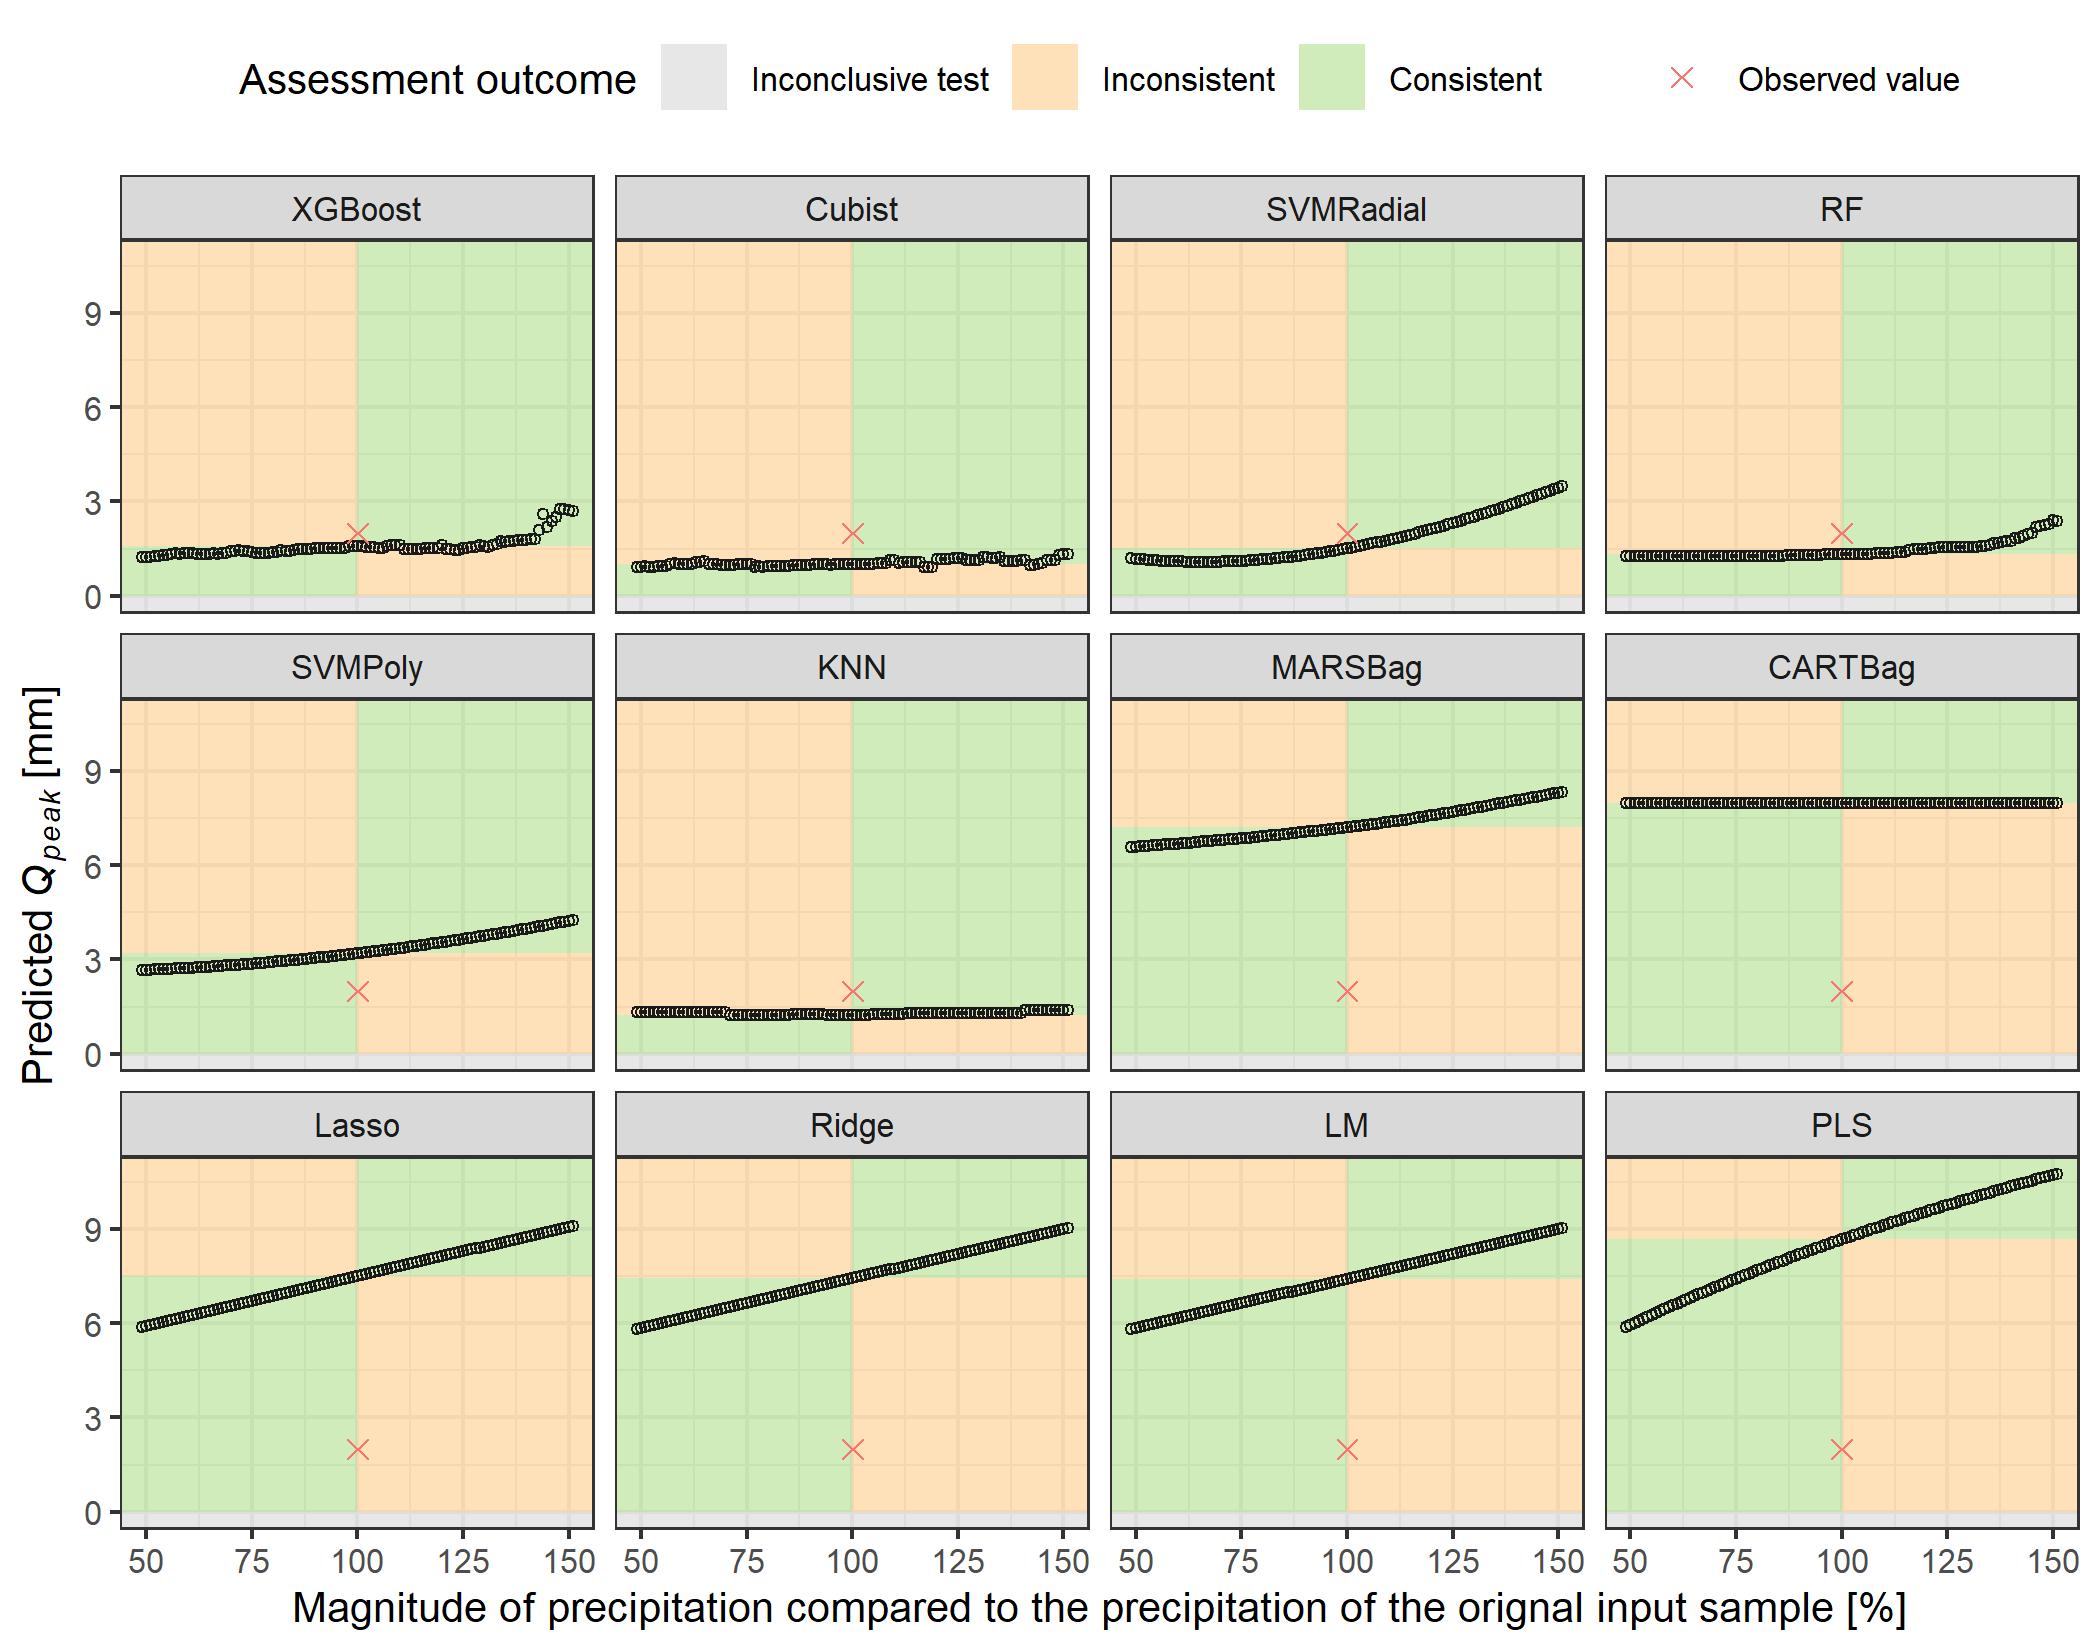 Assessment outcome Inconclusive test Inconsistent Consistent Observed value
XGBoost Cubist SVMRadial RF
9
6
3
0
SVMPoly KNN MARSBag CARTBag
9
6
3
0
Lasso Ridge LM PLS
9
6
3
0
50 75 100 125 150 50 75 100 125 150 50 75 100 125 150 50 75 100 125 150
Magnitude of precipitation compared to the precipitation of the orignal input sample [%]
Predicted Qpeak [mm]